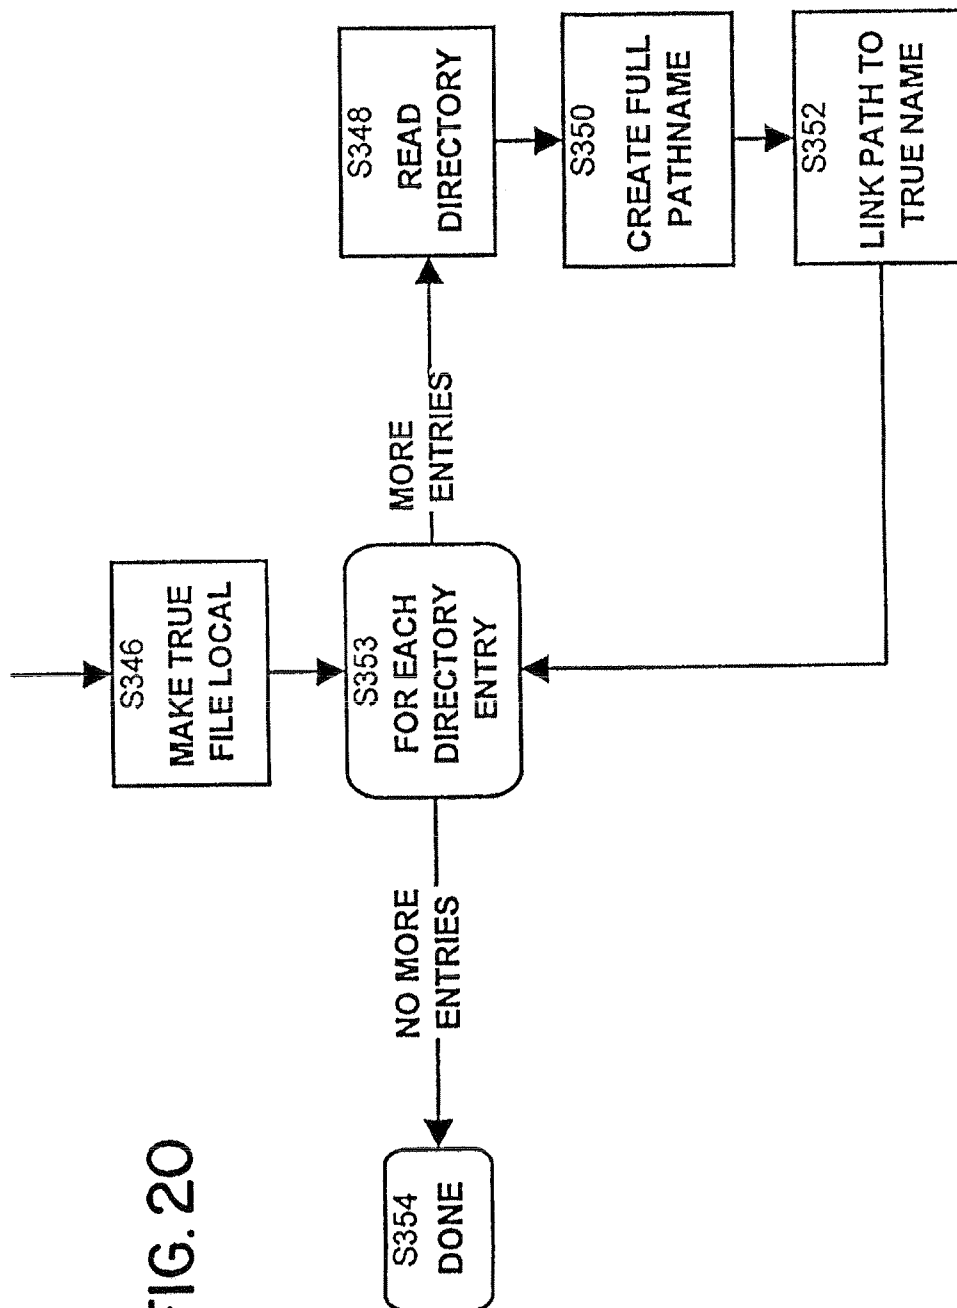 S346
MAKE TRUE
FILE LOCAL
S353
FOR EACH
DIRECTORY
ENTRY
MORE
ENTRIES
S348
READ
DIRECTORY
S350
CREATE FULL
PATHNAME
S352
LINK PATH TO
TRUE NAME
NO MORE
ENTRIES
S354
DONE
FIG. 20